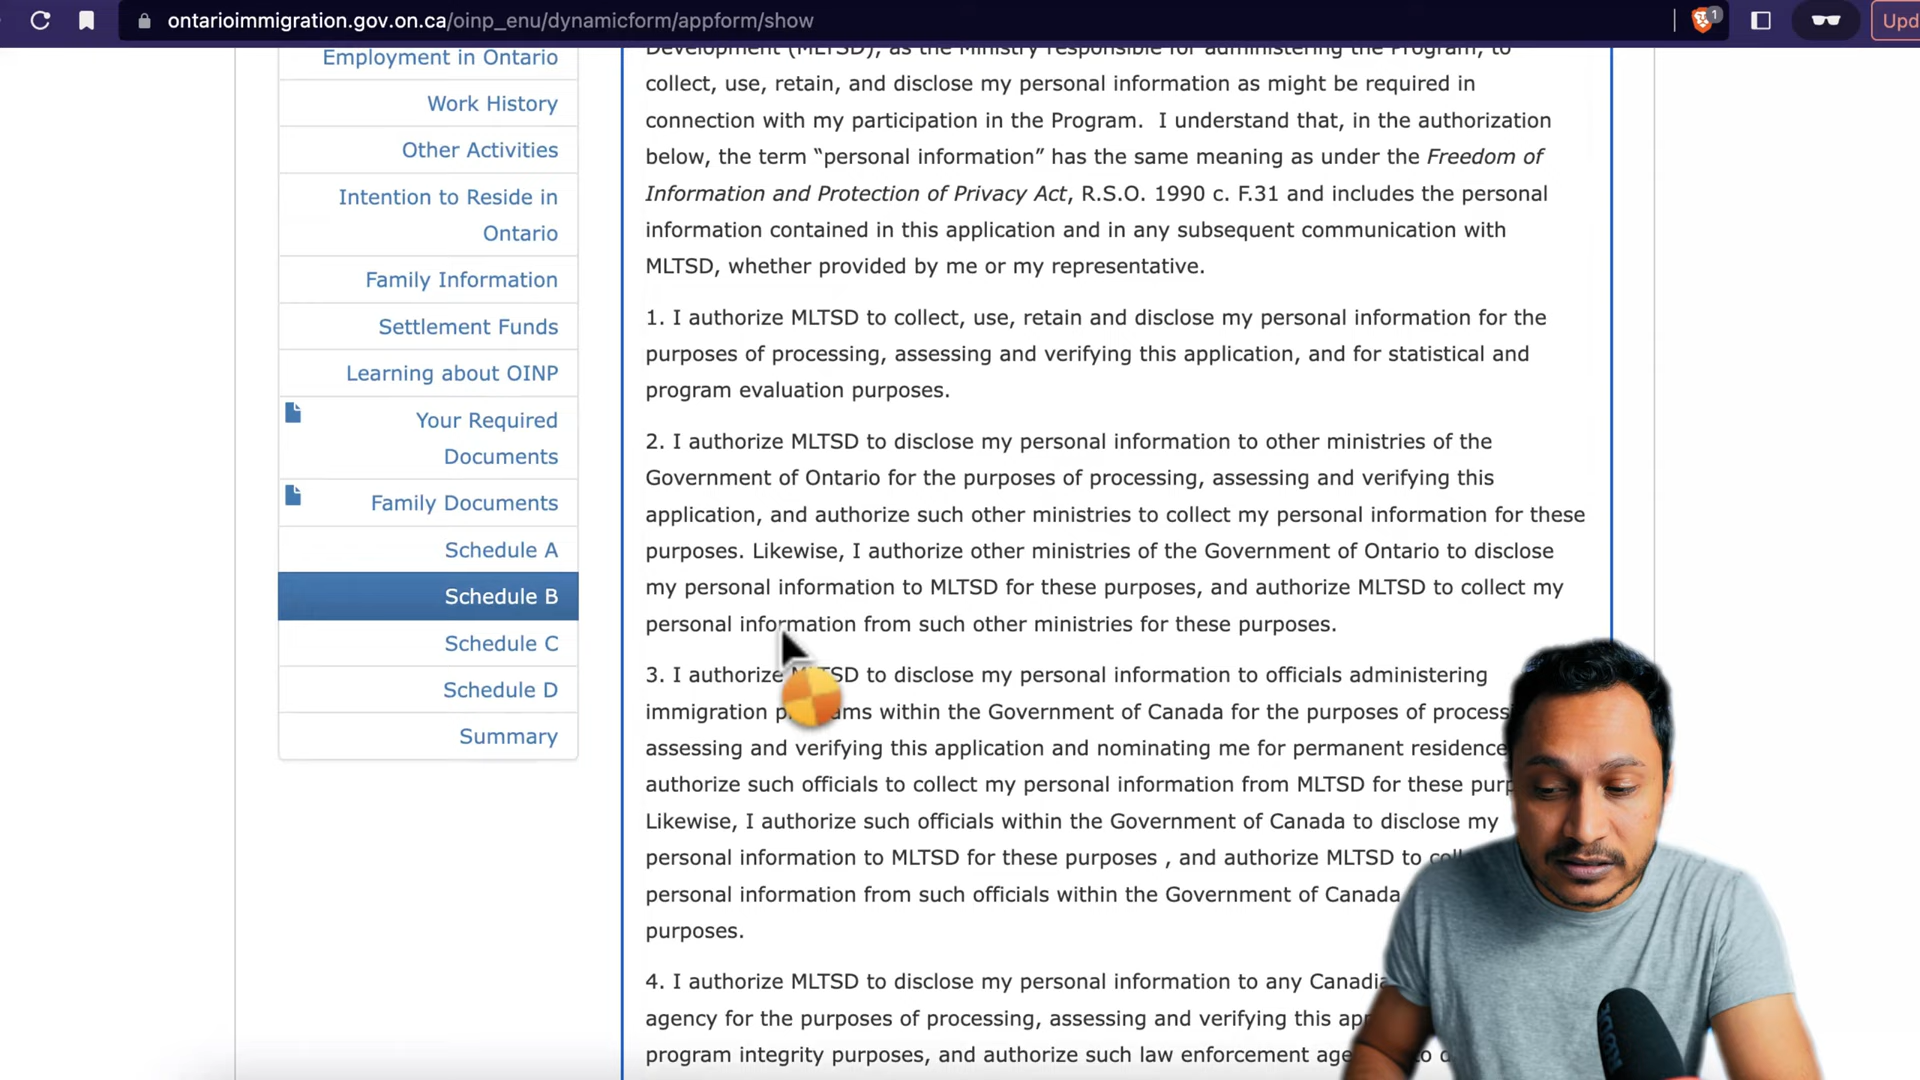 ontarioimmigration.gov.on.ca/oinp_enu/dynamicform/appform/show
1
Upd
Employment in Ontario
Work History
Other Activities
Intention to Reside in
Ontario
Family Information
Settlement Funds
Learning about OINP
Your Required
Documents
Family Documents
Schedule A
Schedule B
Schedule C
Schedule D
Summary
Development (MLTSD), as the Ministry responsible for administering the Program, to
collect, use, retain, and disclose my personal information as might be required in
connection with my participation in the Program. I understand that, in the authorization
below, the term “personal information” has the same meaning as under the Freedom of
Information and Protection of Privacy Act, R.S.O. 1990 c. F.31 and includes the personal
information contained in this application and in any subsequent communication with
MLTSD, whether provided by me or my representative.
1. I authorize MLTSD to collect, use, retain and disclose my personal information for the
purposes of processing, assessing and verifying this application, and for statistical and
program evaluation purposes.
2. I authorize MLTSD to disclose my personal information to other ministries of the
Government of Ontario for the purposes of processing, assessing and verifying this
application, and authorize such other ministries to collect my personal information for these
purposes. Likewise, I authorize other ministries of the Government of Ontario to disclose
my personal information to MLTSD for these purposes, and authorize MLTSD to collect my
personal information from such other ministries for these purposes.
3. I authorize MLTSD to disclose my personal information to officials administering
immigration programs within the Government of Canada for the purposes of
assessing and verifying this application and nominating me for permanent residence
authorize such officials to collect my personal information from MLTSD for these
Likewise, I authorize such officials within the Government of Canada to disclose my
personal information to MLTSD for these purposes , and authorize MLTSD to
personal information from such officials within the Government of Canada
purposes.
4. I authorize MLTSD to disclose my personal information to any
agency for the purposes of processing, assessing and verifying this
program integrity purposes, and authorize such law enforcement